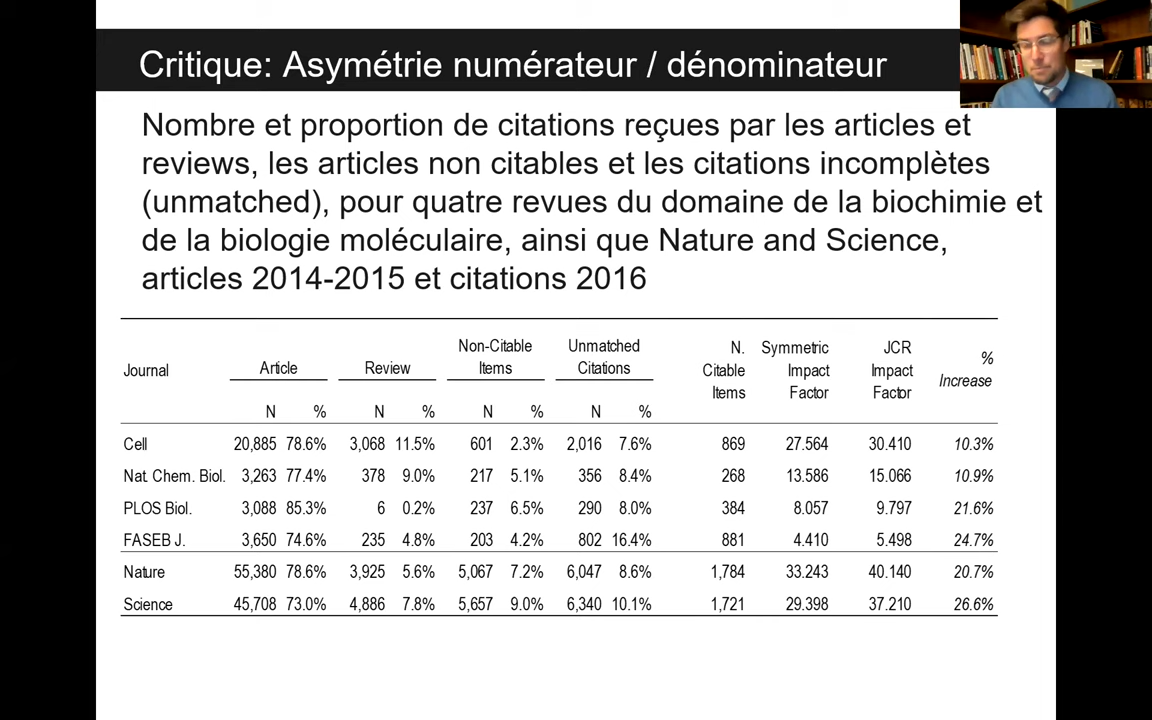 Critique: Asymétrie numérateur / dénominateur
Nombre et proportion de citations reçues par les articles et
reviews, les articles non citables et les citations incomplètes
(unmatched), pour quatre revues du domaine de la biochimie et
de la biologie moléculaire, ainsi que Nature and Science,
articles 2014-2015 et citations 2016
Journal Article Review Non-Citable Items Unmatched Citations N. Citable Items Symmetric Impact Factor JCR Impact Factor % Increase
N % N % N % N %
Cell 20,885 78.6% 3,068 11.5% 601 2.3% 2,016 7.6% 869 27.564 30.410 10.3%
Nat. Chem. Biol. 3,263 77.4% 378 9.0% 217 5.1% 356 8.4% 268 13.586 15.066 10.9%
PLOS Biol. 3,088 85.3% 6 0.2% 237 6.5% 290 8.0% 384 8.057 9.797 21.6%
FASEB J. 3,650 74.6% 235 4.8% 203 4.2% 802 16.4% 881 4.410 5.498 24.7%
Nature 55,380 78.6% 3,925 5.6% 5,067 7.2% 6,047 8.6% 1,784 33.243 40.140 20.7%
Science 45,708 73.0% 4,886 7.8% 5,657 9.0% 6,340 10.1% 1,721 29.398 37.210 26.6%